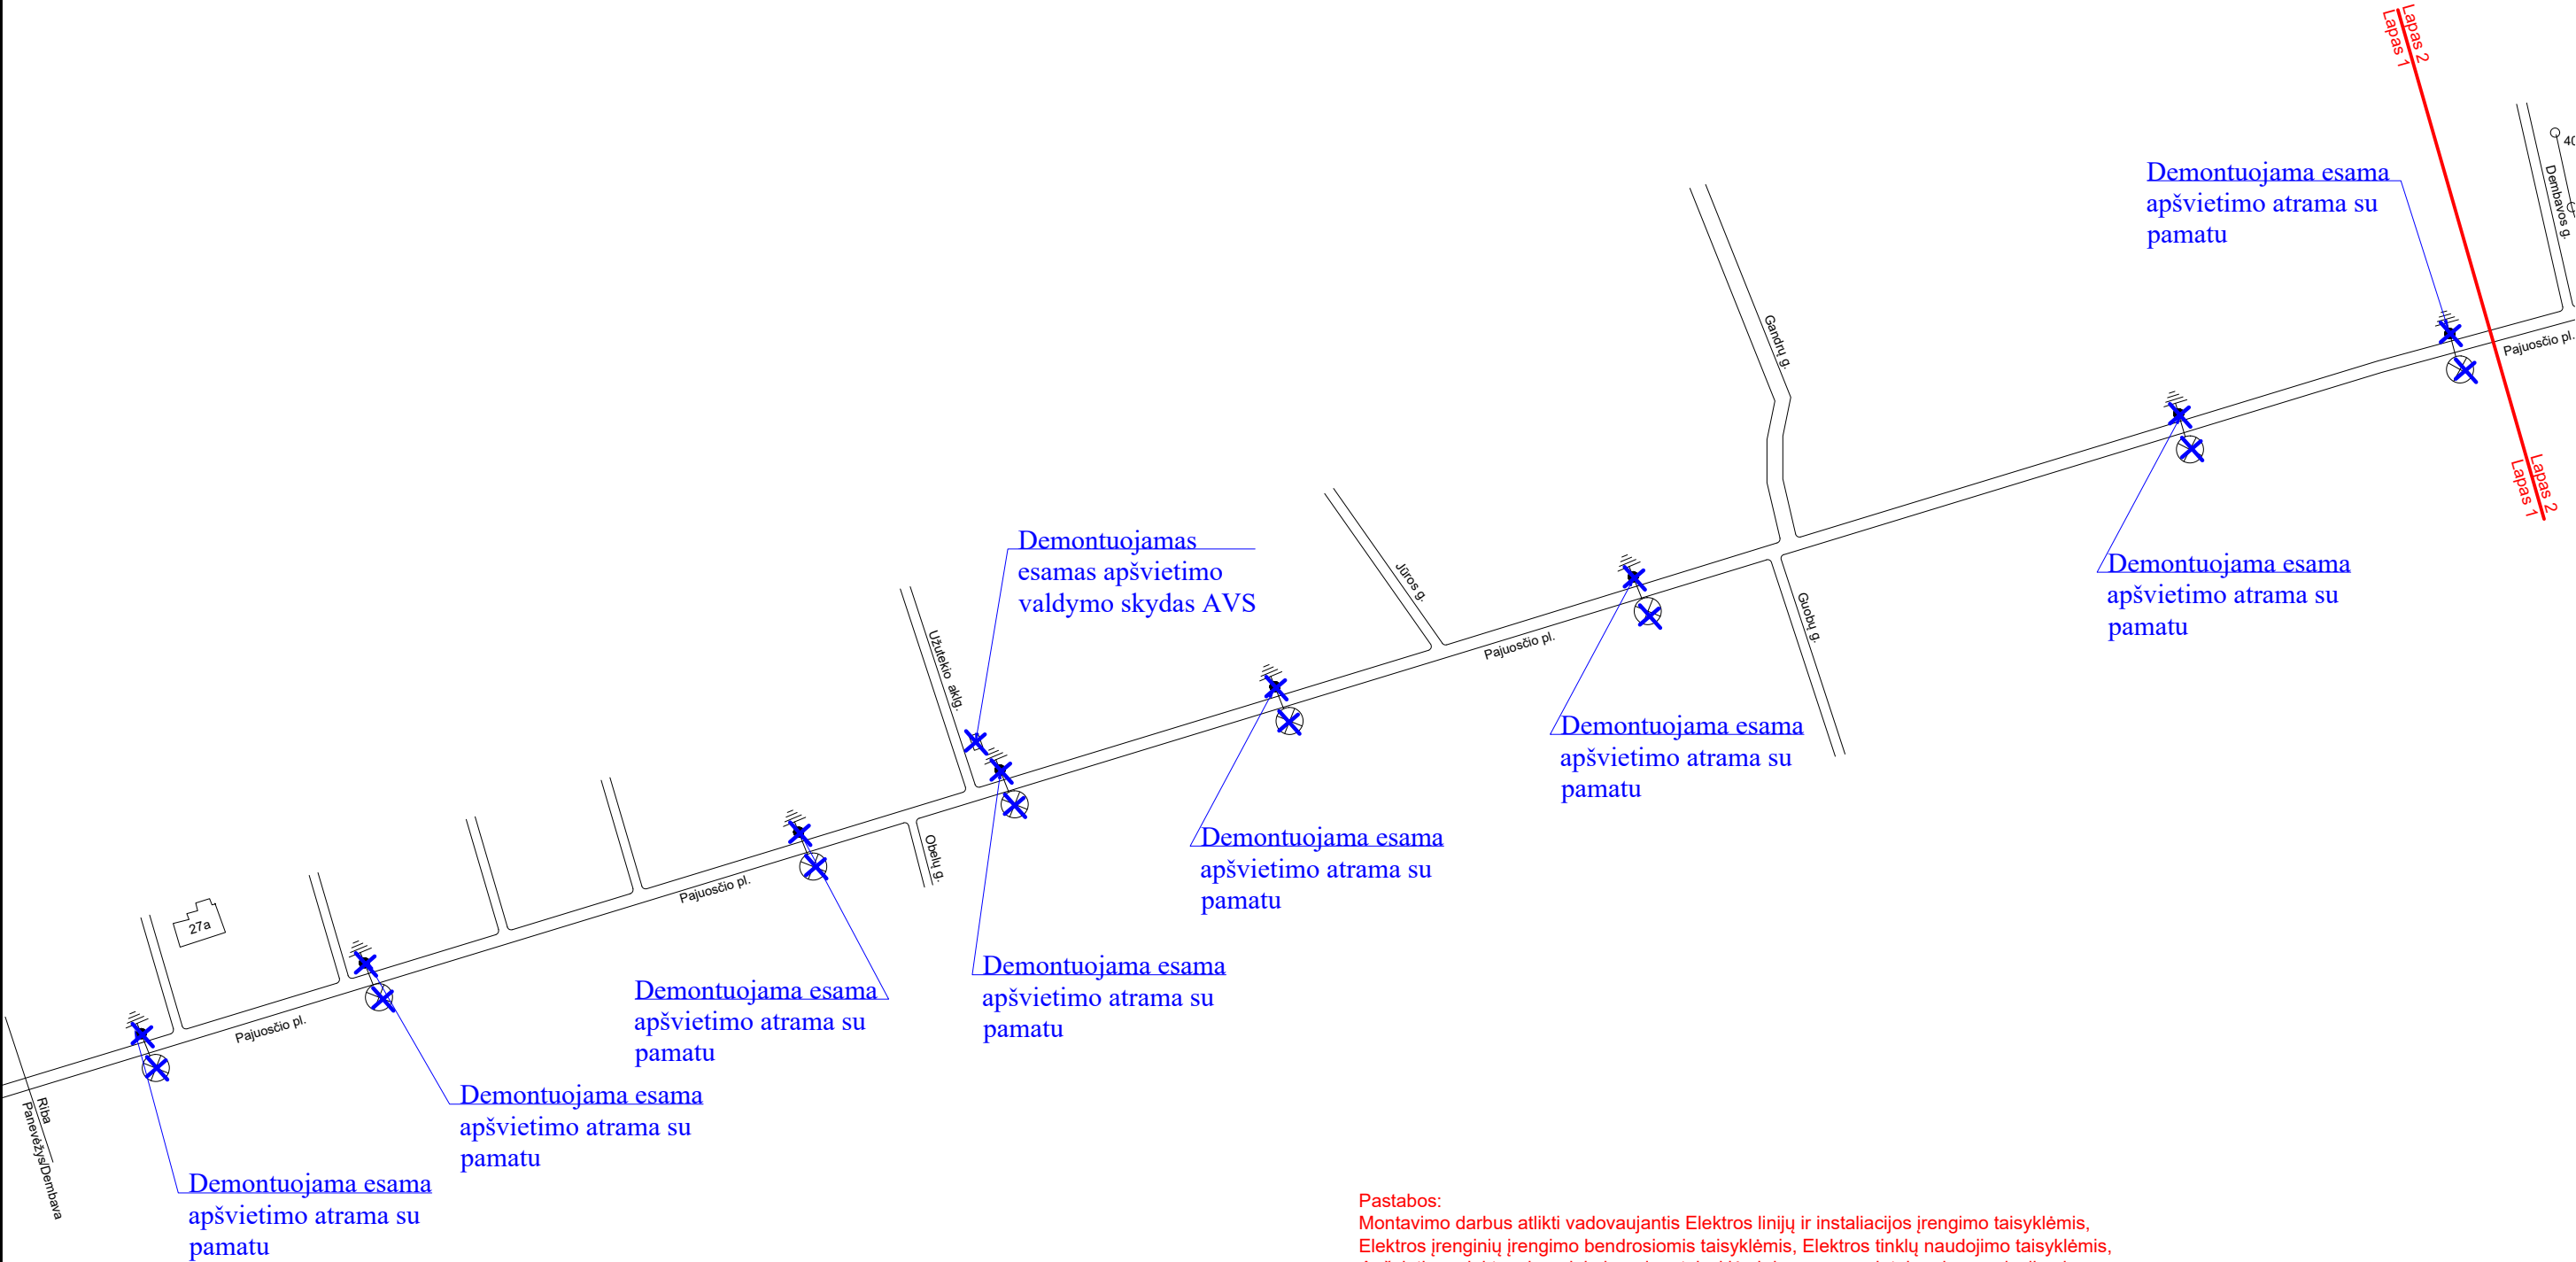 Lapas 2
Lapas 1
Demontuojama esama
apšvietimo atrama su
pamatu
Dembavos g.
Pajuosčio pl.
Gandrų g.
Lapas 2
Lapas 1
Demontuojamas
esamas apšvietimo
valdymo skydas AVS
Jūros g.
Demontuojama esama
apšvietimo atrama su
pamatu
Guobų g.
Užutekio aklg.
Pajuosčio pl.
Demontuojama esama
apšvietimo atrama su
pamatu
Demontuojama esama
apšvietimo atrama su
pamatu
Obelų g.
Pajuosčio pl.
27a
Demontuojama esama
apšvietimo atrama su
pamatu
Demontuojama esama
apšvietimo atrama su
pamatu
Pajuosčio pl.
Demontuojama esama
apšvietimo atrama su
pamatu
Riba
Panevėžys/Dembava
Demontuojama esama
apšvietimo atrama su
pamatu
Pastabos:
Montavimo darbus atlikti vadovaujantis Elektros linijų ir instaliacijos įrengimo taisyklėmis,
Elektros įrenginių įrengimo bendrosiomis taisyklėmis, Elektros tinklų naudojimo taisyklėmis,